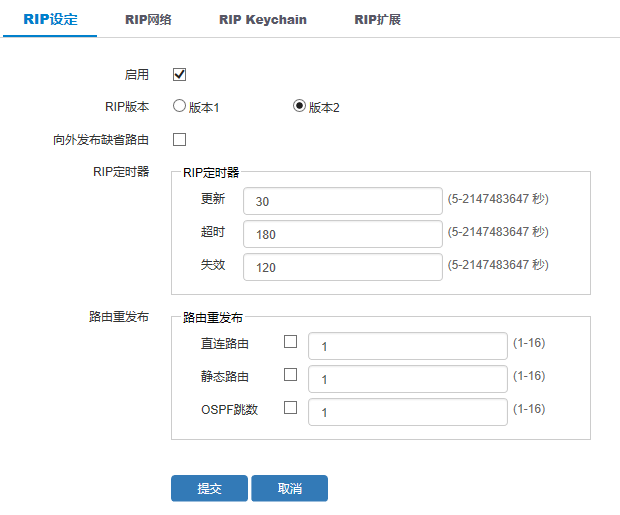 RIP设定 RIP网络 RIP Keychain RIP扩展
启用
RIP版本 版本1 版本2
向外发布缺省路由
RIP定时器 RIP定时器
更新 30 (5-2147483647 秒)
超时 180 (5-2147483647 秒)
失效 120 (5-2147483647 秒)
路由重发布 路由重发布
直连路由 1 (1-16)
静态路由 1 (1-16)
OSPF跳数 1 (1-16)
提交 取消